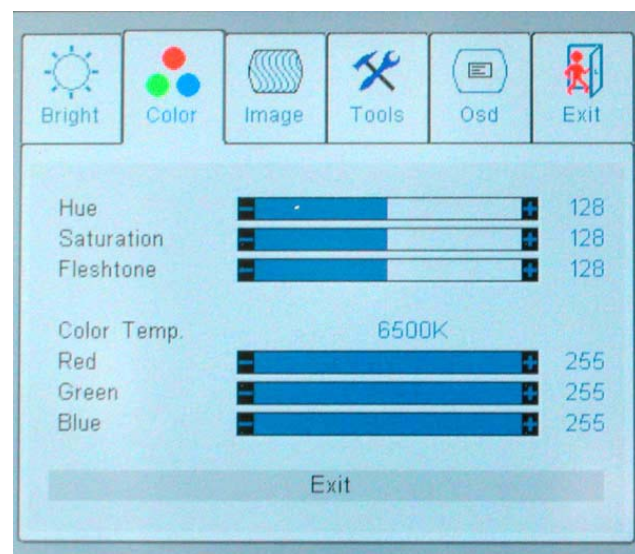 Bright Color Image Tools Osd Exit
Hue 128
Saturation 128
Fleshtone 128
Color Temp. 6500K
Red 255
Green 255
Blue 255
Exit